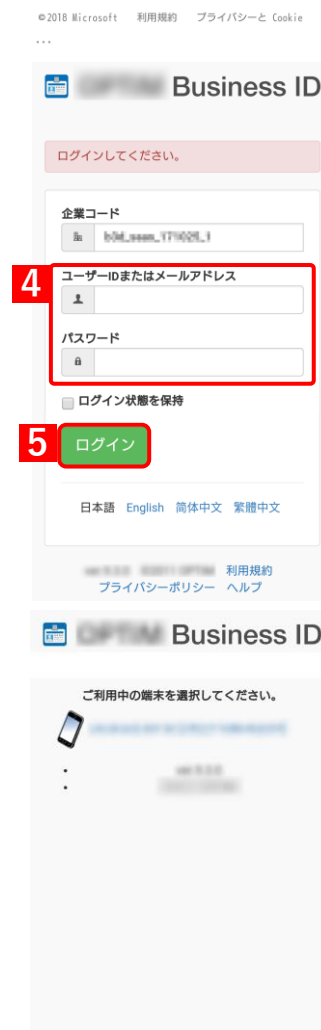 ©2018 Microsoft 利用規約 プライバシーと Cookie
...
Business ID
ログインしてください。
企業コード
4
ユーザーIDまたはメールアドレス
パスワード
ログイン状態を保持
5 ログイン
日本語 English 简体中文 繁體中文
利用規約
プライバシーポリシー ヘルプ
Business ID
ご利用中の端末を選択してください。